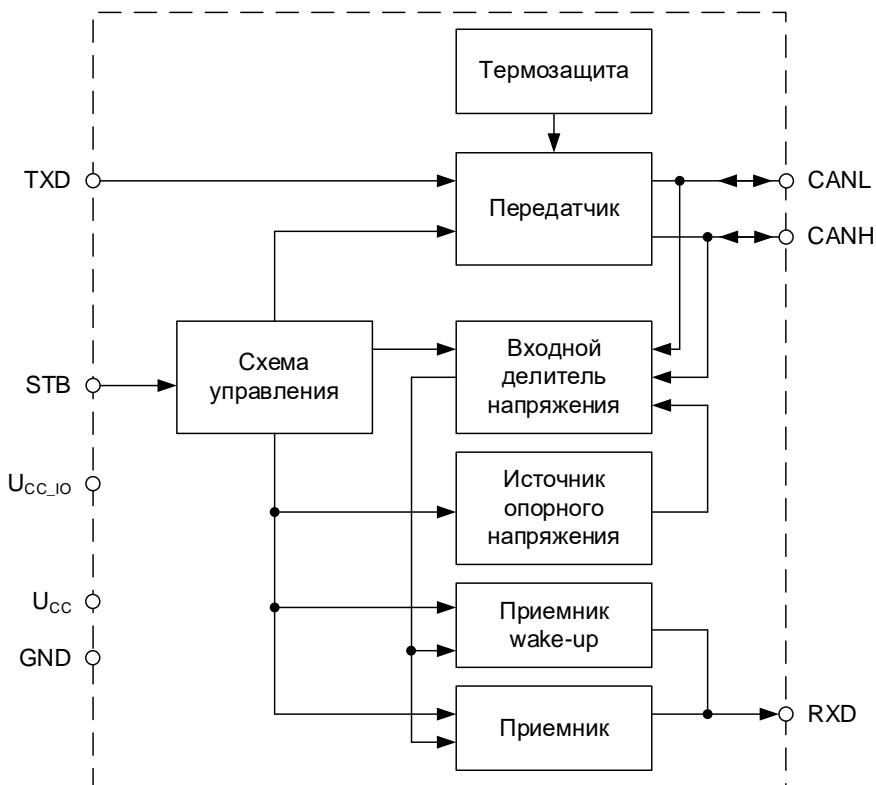 Термозащита
TXD
Передатчик
CANL
CANH
Схема
управления
Входной
делитель
напряжения
STB
UCC_IO
Источник
опорного
напряжения
UCC
Приемник
wake-up
GND
Приемник
RXD